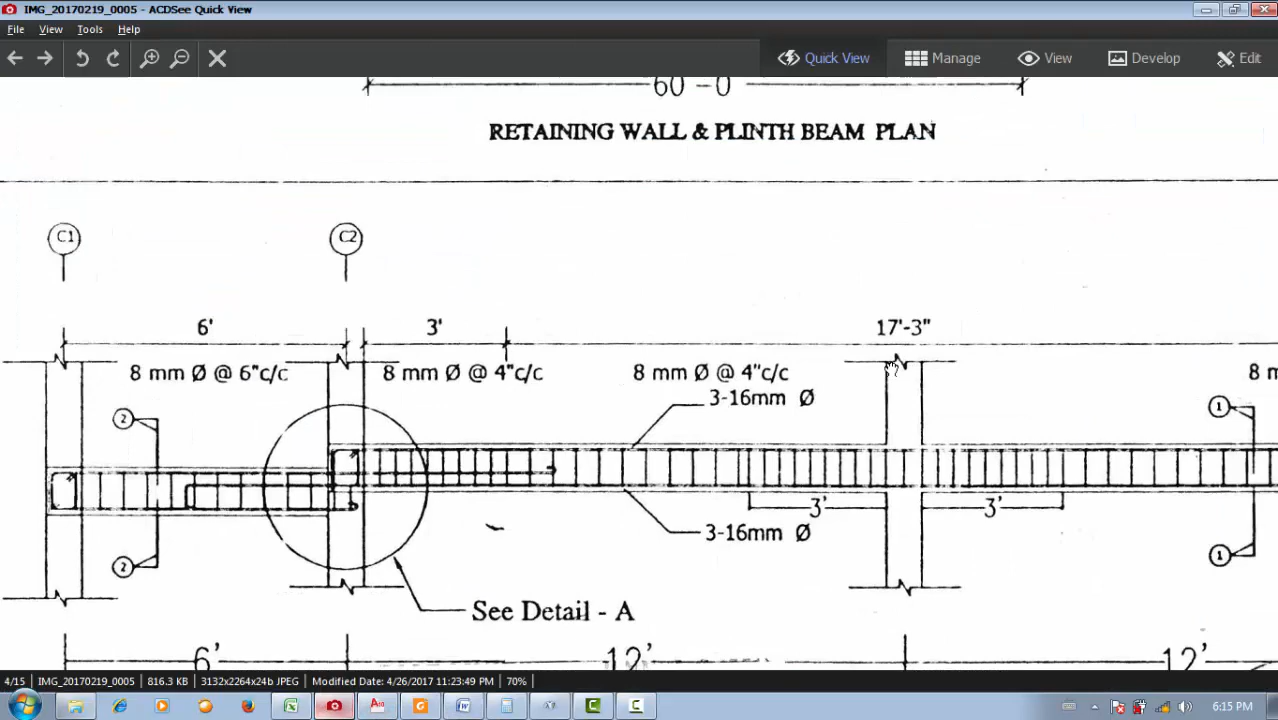 IMG_20170219_0005 - ACDSee Quick View
File View Tools Help
Quick View Manage View Develop Edit
60 -0
RETAINING WALL & PLINTH BEAM PLAN
C1 C2
6' 3' 17'-3"
8 mm Ø @ 6"c/c 8 mm Ø @ 4"c/c 8 mm Ø @ 4"c/c 8 m
3-16mm Ø
2 1
3' 3'
3-16mm Ø
2 1
See Detail - A
6' 12' 12'
4/15 IMG_20170219_0005 816.3 KB 3132x2264x24b JPEG Modified Date: 4/26/2017 11:23:49 PM 70%
6:15 PM